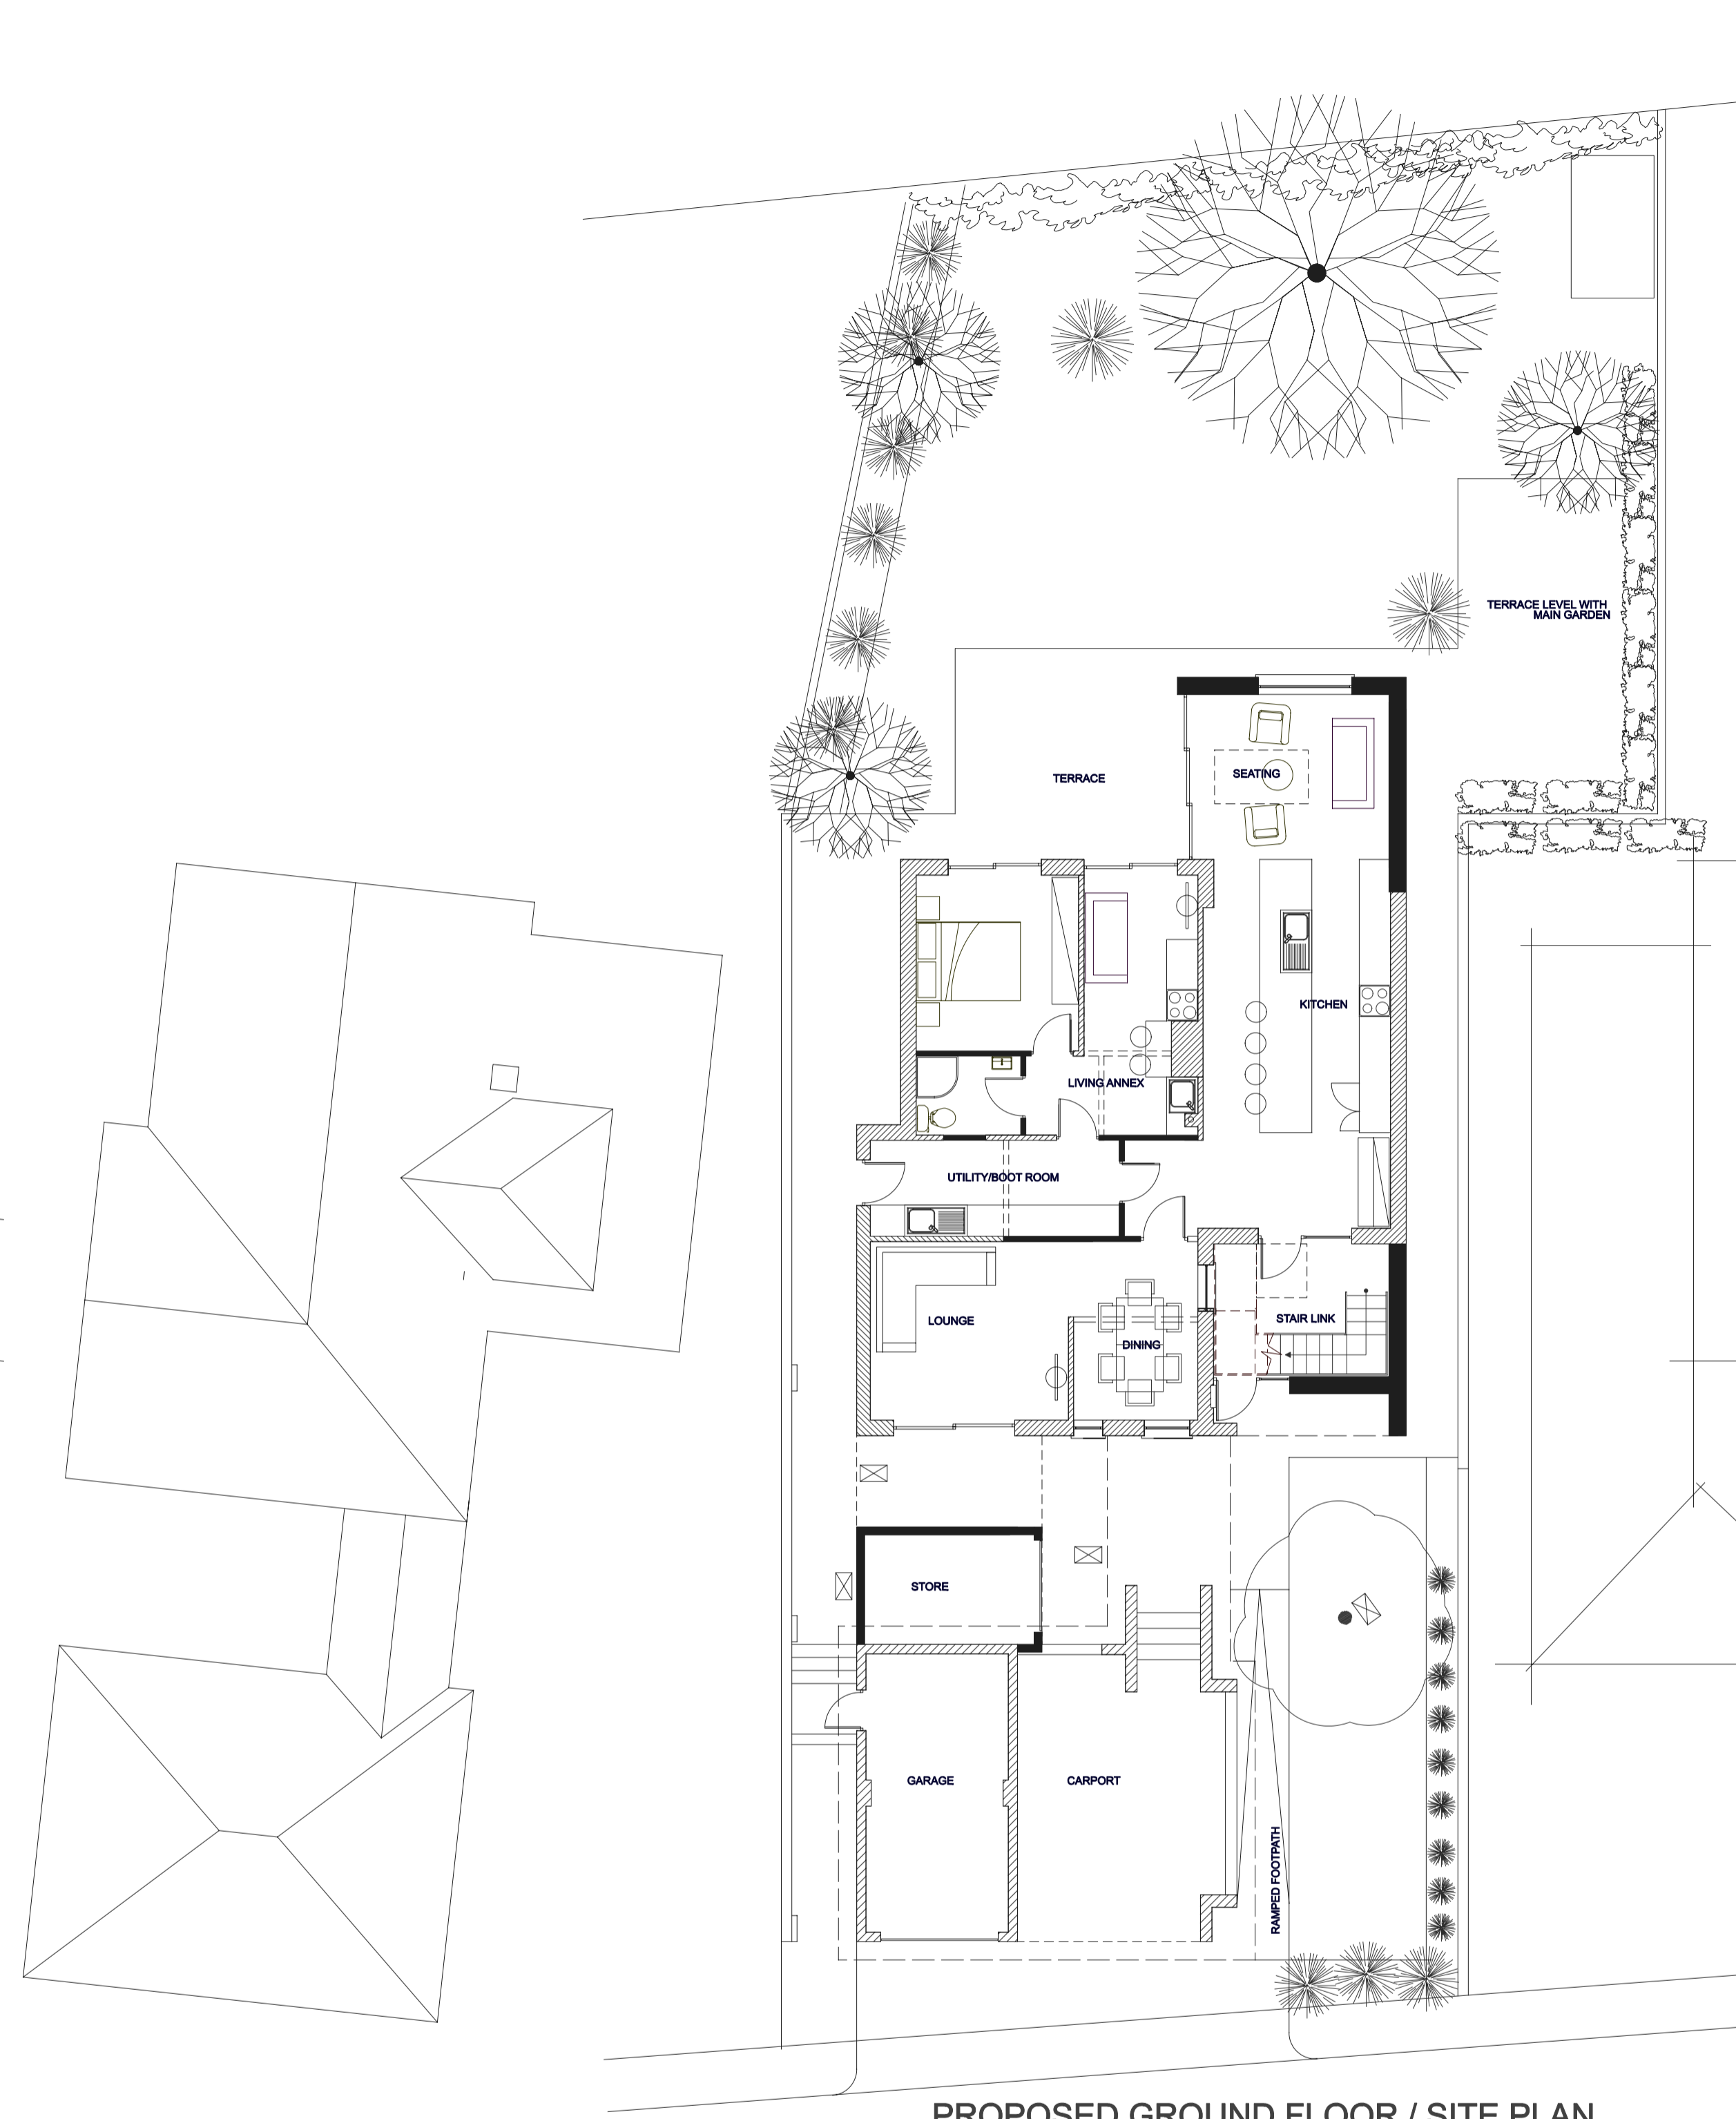 TERRACE LEVEL WITH
MAIN GARDEN
TERRACE
SEATING
KITCHEN
LIVING ANNEX
UTILITY/BOOT ROOM
LOUNGE
STAIR LINK
DINING
STORE
GARAGE
CARPORT
RAMPED FOOTPATH
PROPOSED GROUND FLOOR / SITE PLAN